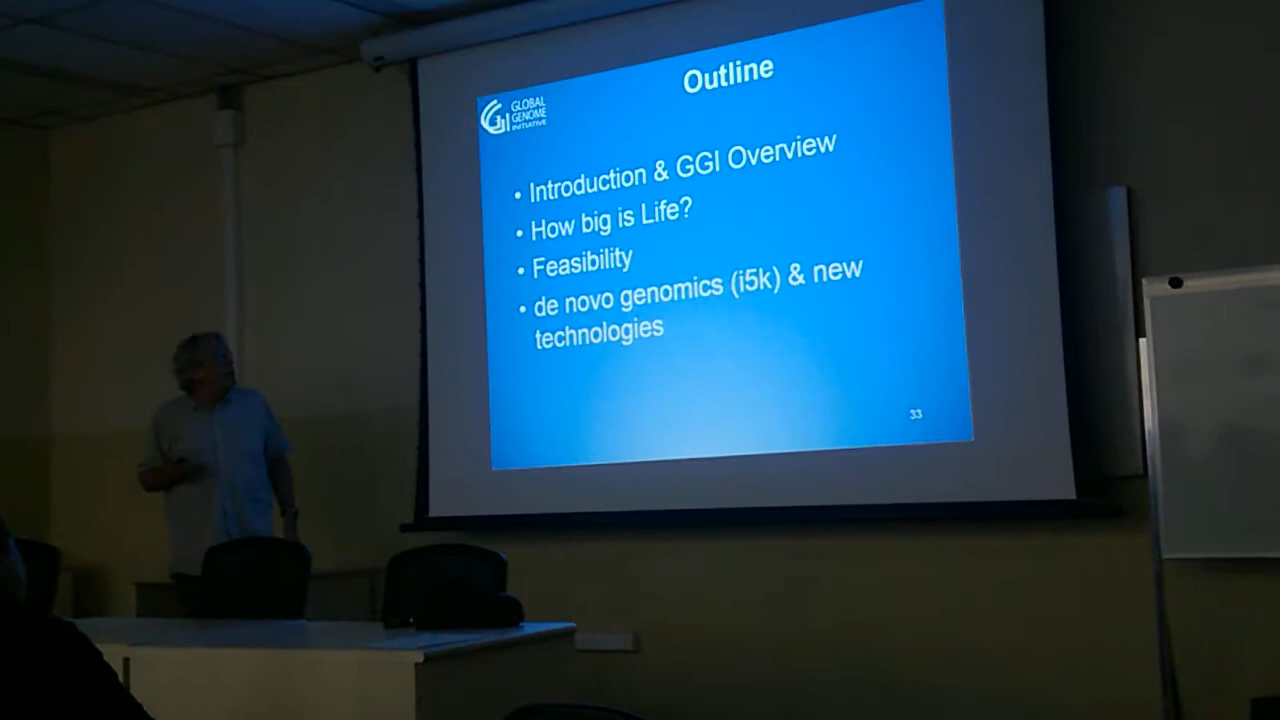 Outline
GLOBAL
GENOME
INITIATIVE
• Introduction & GGI Overview
• How big is Life?
• Feasibility
• de novo genomics (i5k) & new
technologies
33